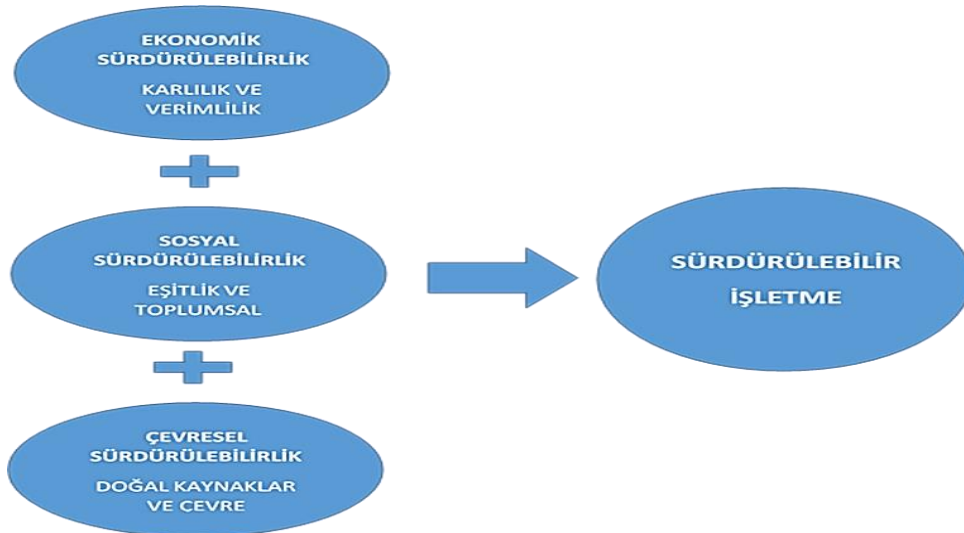 EKONOMİK
SÜRDÜRÜLEBİLİRLİK
KARLILIK VE
VERİMLİLİK
SOSYAL
SÜRDÜRÜLEBİLİRLİK
EŞİTLİK VE
TOPLUMSAL
ÇEVRESEL
SÜRDÜRÜLEBİLİRLİK
DOĞAL KAYNAKLAR
VE ÇEVRE
SÜRDÜRÜLEBİLİR
İŞLETME